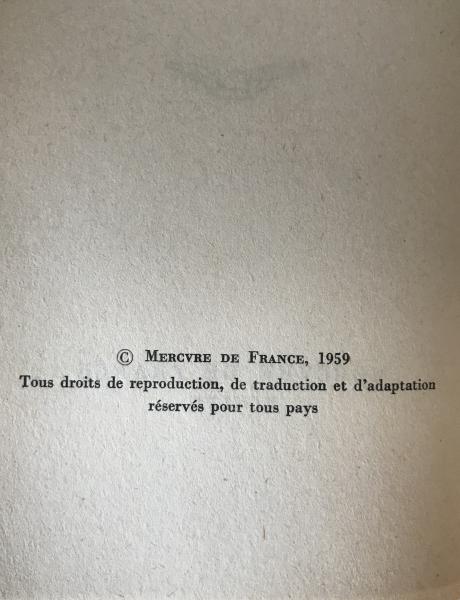 © MERCVRE DE FRANCE, 1959
Tous droits de reproduction, de traduction et d'adaptation
réservés pour tous pays